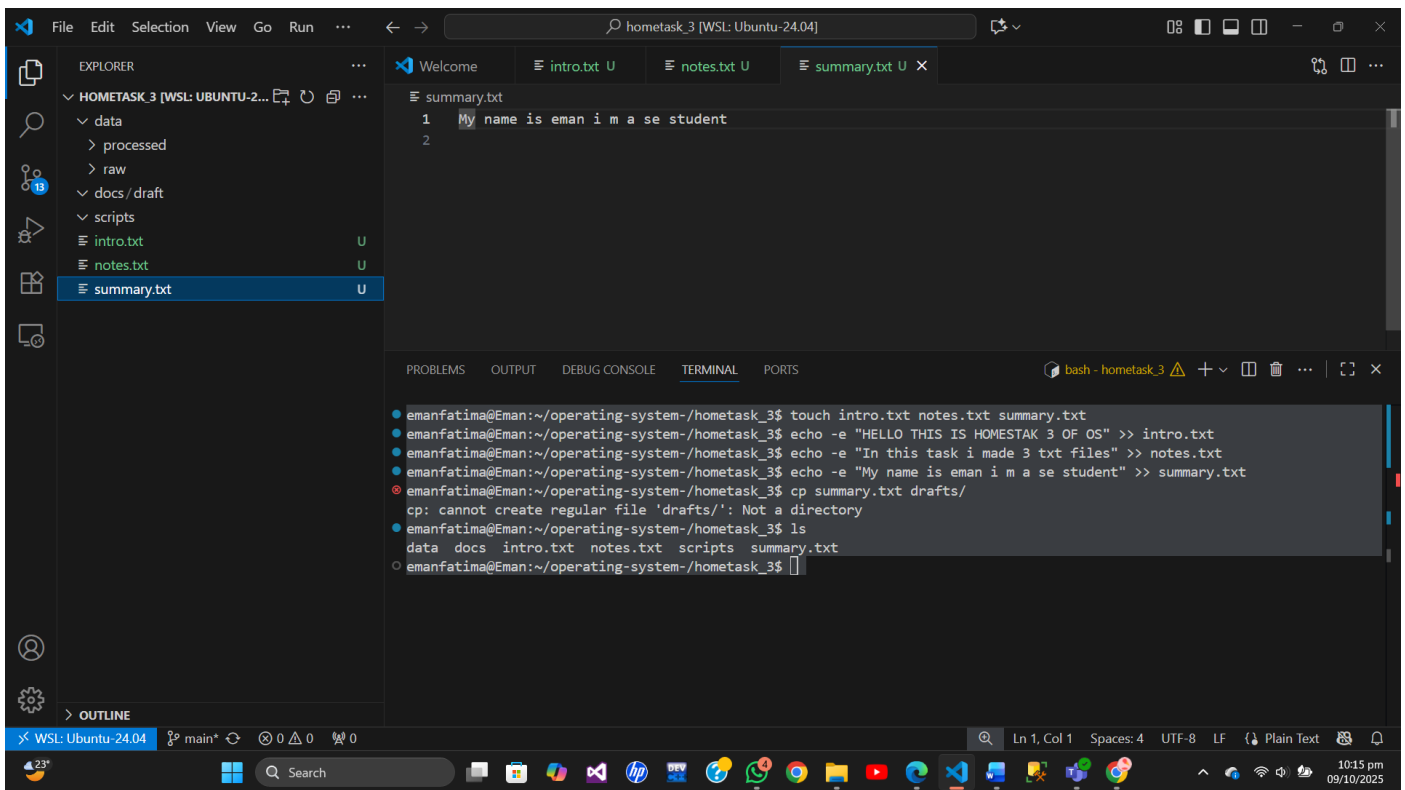 File Edit Selection View Go Run ···
hometask_3 [WSL: Ubuntu-24.04]
EXPLORER
HOMETASK_3 [WSL: UBUNTU-2...
data
processed
raw
docs / draft
scripts
intro.txt U
notes.txt U
summary.txt U
OUTLINE
13
Welcome intro.txt U notes.txt U summary.txt U
summary.txt
1 My name is eman i m a se student
2
PROBLEMS OUTPUT DEBUG CONSOLE TERMINAL PORTS
bash - hometask_3
emanfatima@Eman:~/operating-system-/hometask_3$ touch intro.txt notes.txt summary.txt
emanfatima@Eman:~/operating-system-/hometask_3$ echo -e "HELLO THIS IS HOMESTAK 3 OF OS" >> intro.txt
emanfatima@Eman:~/operating-system-/hometask_3$ echo -e "In this task i made 3 txt files" >> notes.txt
emanfatima@Eman:~/operating-system-/hometask_3$ echo -e "My name is eman i m a se student" >> summary.txt
emanfatima@Eman:~/operating-system-/hometask_3$ cp summary.txt drafts/
cp: cannot create regular file 'drafts/': Not a directory
emanfatima@Eman:~/operating-system-/hometask_3$ ls
data docs intro.txt notes.txt scripts summary.txt
emanfatima@Eman:~/operating-system-/hometask_3$
WSL: Ubuntu-24.04 main* 0 0 0 Ln 1, Col 1 Spaces: 4 UTF-8 LF Plain Text
23° Search hp DEV 4 10:15 pm
09/10/2025